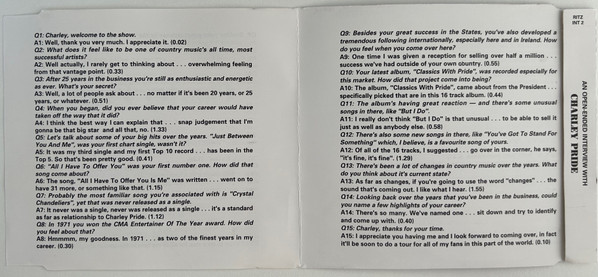 Q1: Charley, welcome to the show.
A1: Well, thank you very much. I appreciate it. (0.02)
Q2: What does it feel like to be one of country music's all time, most
successful artists?
A2: Well actually, I rarely get to thinking about . . . overwhelming feeling
from that vantage point. (0.33)
Q3: After 25 years in the business you're still as enthusiastic and energetic
as ever. What's your secret?
A3: Well, a lot of people ask about . . . no matter if it's been 20 years, or 25
years, or whatever. (0.51)
Q4: When you began, did you ever believe that your career would have
taken off the way that it did?
A4: I think the best way I can explain that . . . snap judgement that I'm
gonna be that big star and all that, no. (1.33)
Q5: Let's talk about some of your big hits over the years. "Just Between
You And Me", was your first chart single, wasn't it?
A5: It was my third single and my first Top 10 record . . . has been in the
Top 5. So that's been pretty good. (0.41)
Q6: "All I Have To Offer You Is Me" was your first number one. How did that
song come about?
A6: The song, "All I Have To Offer You Is Me" was written . . . went on to
have 31 more, or something like that. (1.15)
Q7: Probably the most familiar song you're associated with is "Crystal
Chandeliers", yet that was never released as a single.
A7: It never was a single, never was released as a single . . . it's a standard
as far as relationship to Charley Pride. (1.12)
Q8: In 1971 you won the CMA Entertainer Of The Year award. How did
you feel about that?
A8: Hmmmm, my goodness. In 1971 . . . as two of the finest years in my
career. (0.30)
Q9: Besides your great success in the States, you've also developed a
tremendous following internationally, especially here and in Ireland. How
do you feel when you come over here?
A9: One time I was given a reception for selling over half a million . . .
success we've had outside of your own country. (0.55)
Q10: Your latest album, "Classics With Pride", was recorded especially for
this market. How did that project come into being?
A10: The album, "Classics With Pride", came about from the President . . .
specifically picked that are in this 16 track album. (0.44)
Q11: The album's having great reaction — and there's some unusual
songs in there, like "But I Do".
A11: I really don't think "But I Do" is that unusual . . . to be able to sell it
just as well as anybody else. (0.58)
Q12: There's also some new songs in there, like "You've Got To Stand For
Something" which, I believe, is a favourite song of yours.
A12: Of all of the 16 tracks, I suggested . . . go over in the corner, he says,
"it's fine, it's fine". (1.29)
Q13: There's been a lot of changes in country music over the years. What
do you think about it's current state?
A13: As far as changes, if you're going to use the word "changes" . . . the
sound that's coming out. I like what I hear. (1.55)
Q14: Looking back over the years that you've been in the business, could
you name a few highlights of your career?
A14: There's so many. We've named one . . . sit down and try to identify
and come up with. (0.40)
Q15: Charley, thanks for your time.
A15: I appreciate you having me and I look forward to coming over, in fact
it'll be soon to do a tour for all of my fans in this part of the world. (0.10)
RITZ
INT 2
AN OPEN-ENDED INTERVIEW WITH
CHARLEY PRIDE